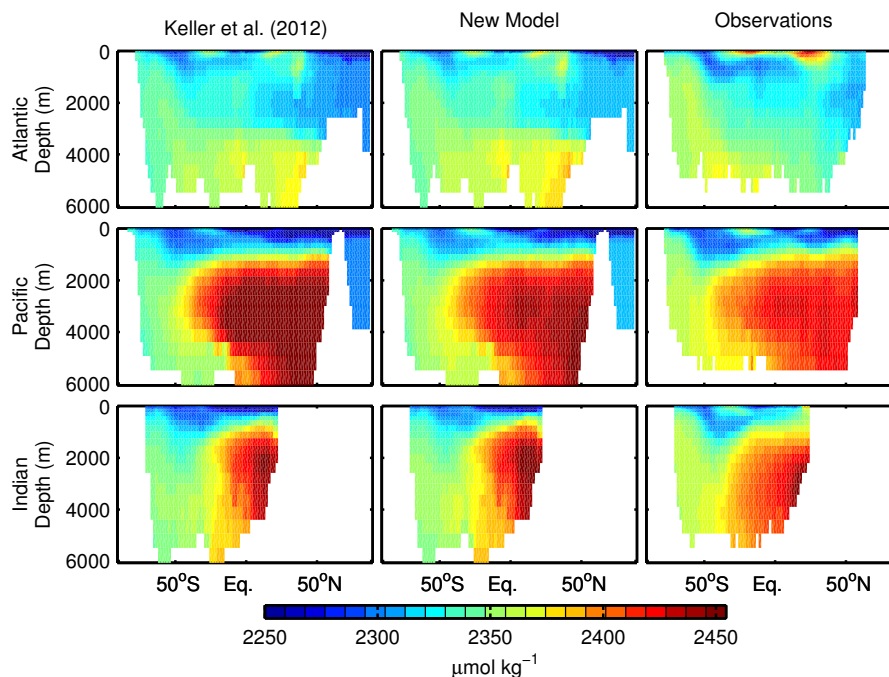 Keller et al. (2012) New Model Observations
Atlantic
Depth (m)
0
2000
4000
6000
Pacific
Depth (m)
0
2000
4000
6000
Indian
Depth (m)
0
2000
4000
6000
50°S Eq. 50°N 50°S Eq. 50°N 50°S Eq. 50°N
2250 2300 2350 2400 2450
μmol kg⁻¹